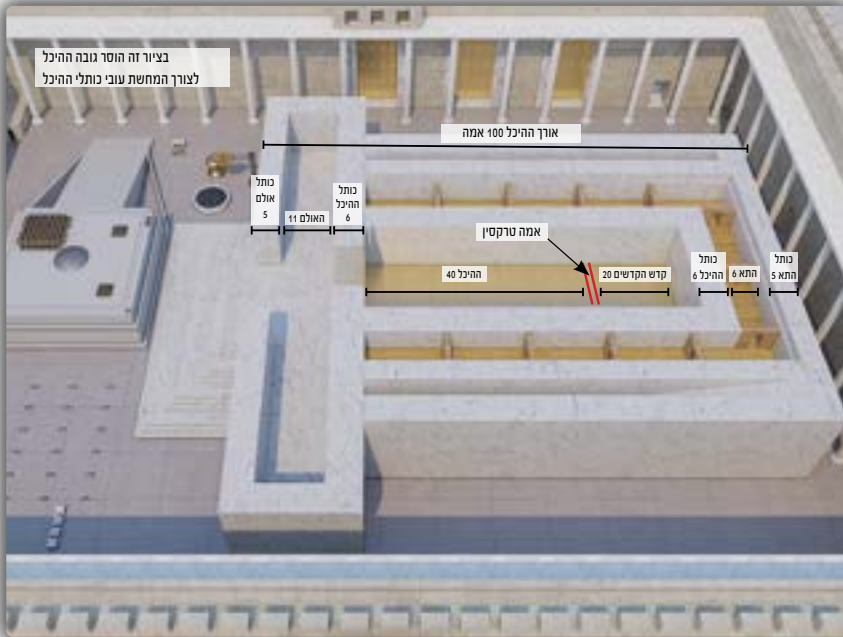 בציור זה הוסר גובה ההיכל
לצורך המחשת עובי כותלי ההיכל
אורך ההיכל 100 אמה
כותל
אולם
5
האולם 11
כותל
ההיכל
6
אמה טרקסין
ההיכל 40
קדש הקדשים 20
כותל
ההיכל 6
התא 6
כותל
התא 5